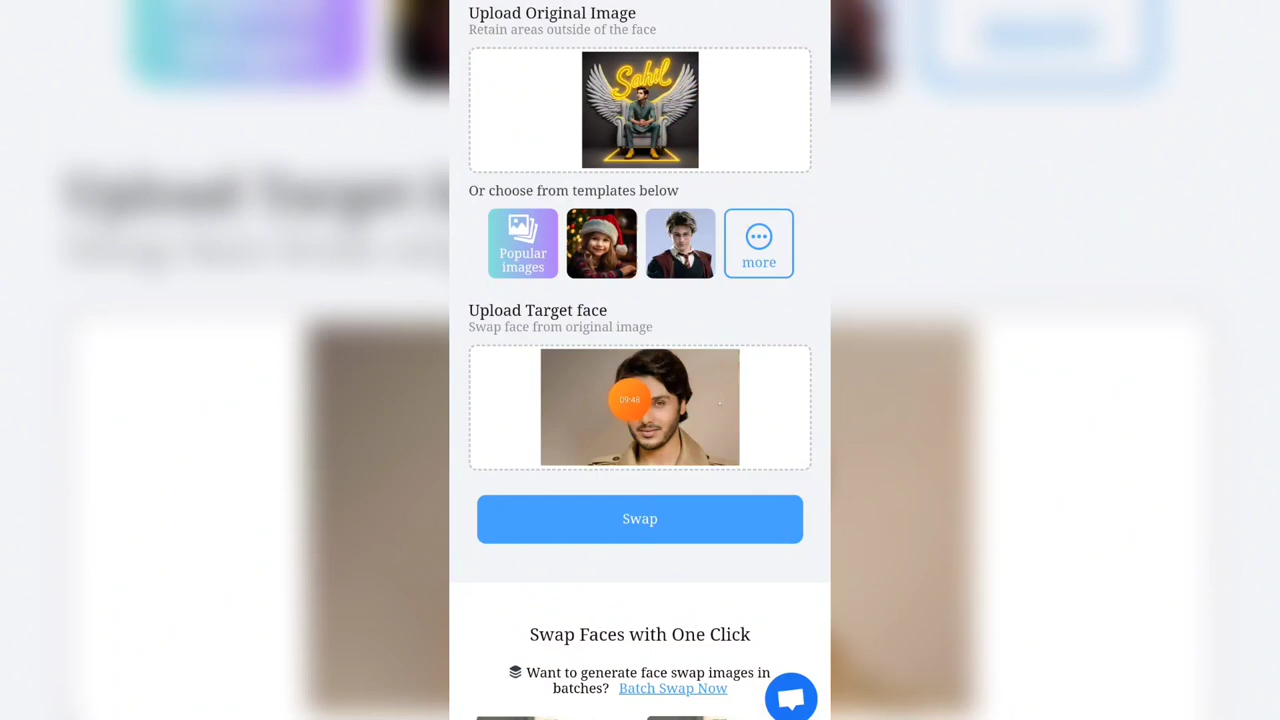 Upload Original Image
Retain areas outside of the face
Sahil
Or choose from templates below
Popular
images
more
Upload Target face
Swap face from original image
09:48
Swap
Swap Faces with One Click
Want to generate face swap images in
batches? Batch Swap Now